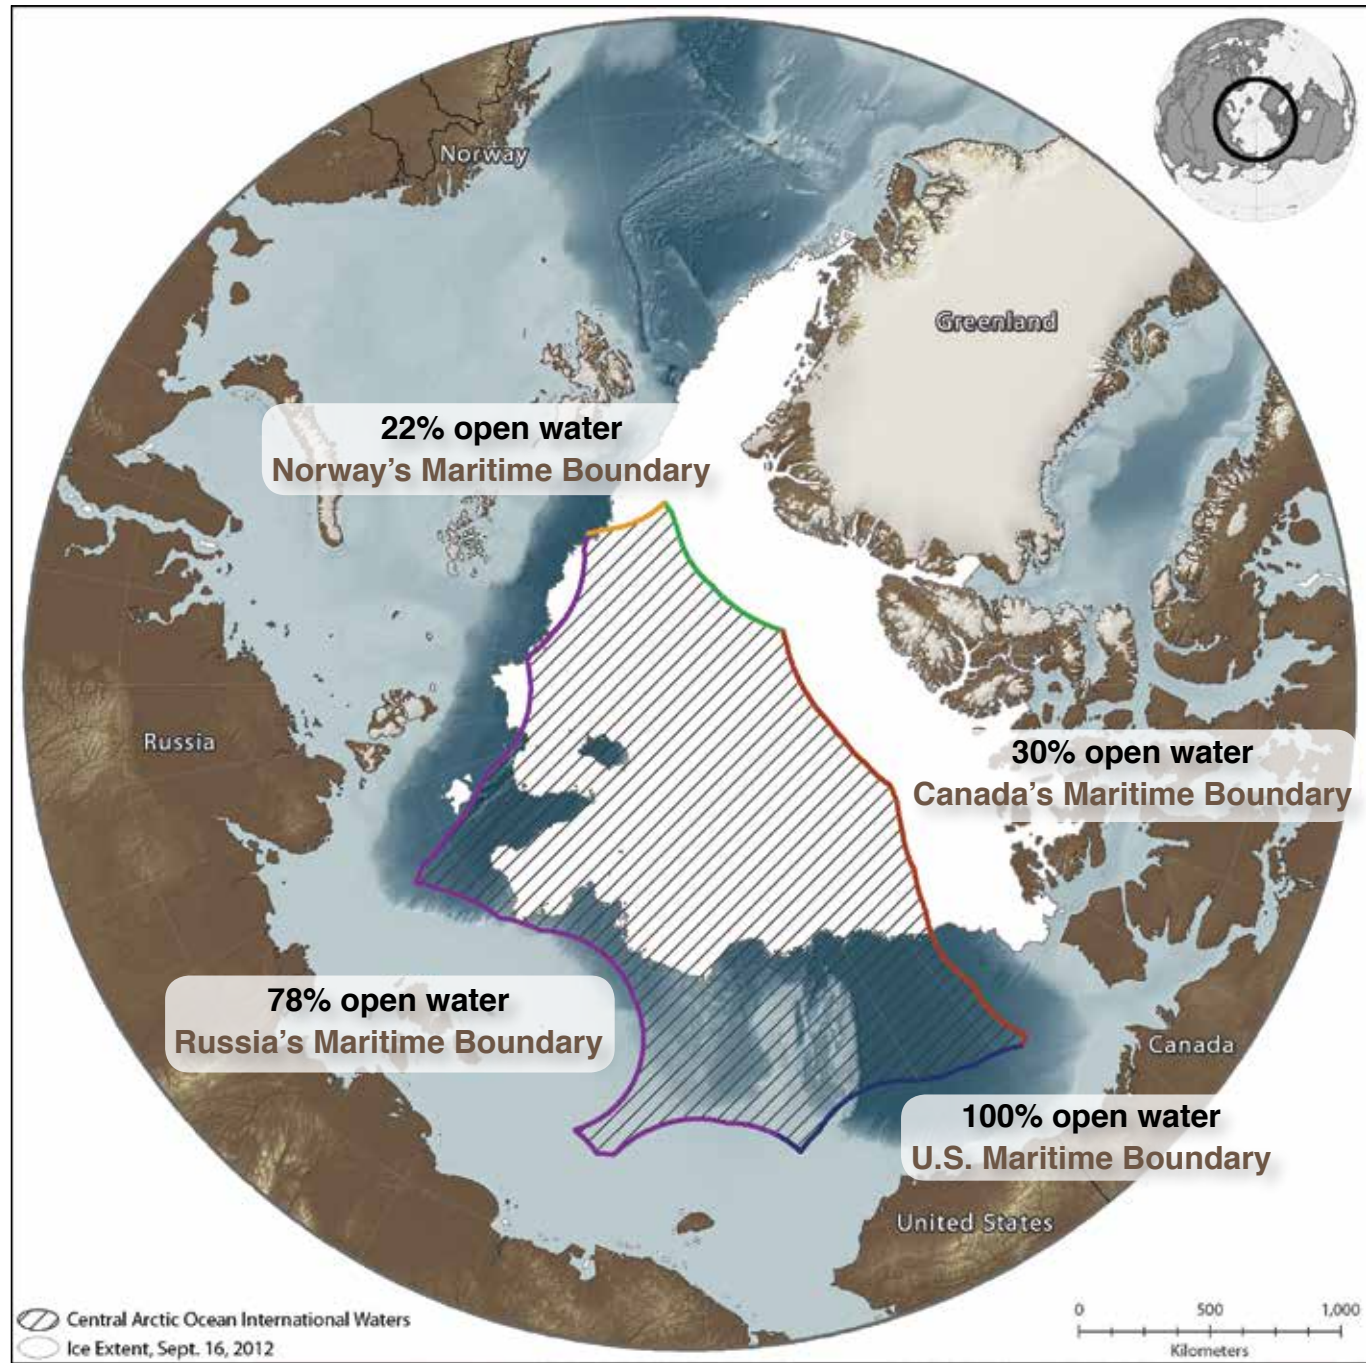 Norway
Greenland
22% open water
Norway's Maritime Boundary
Russia
30% open water
Canada's Maritime Boundary
78% open water
Russia's Maritime Boundary
Canada
100% open water
U.S. Maritime Boundary
United States
Central Arctic Ocean International Waters
Ice Extent, Sept. 16, 2012
0 500 1,000
Kilometers